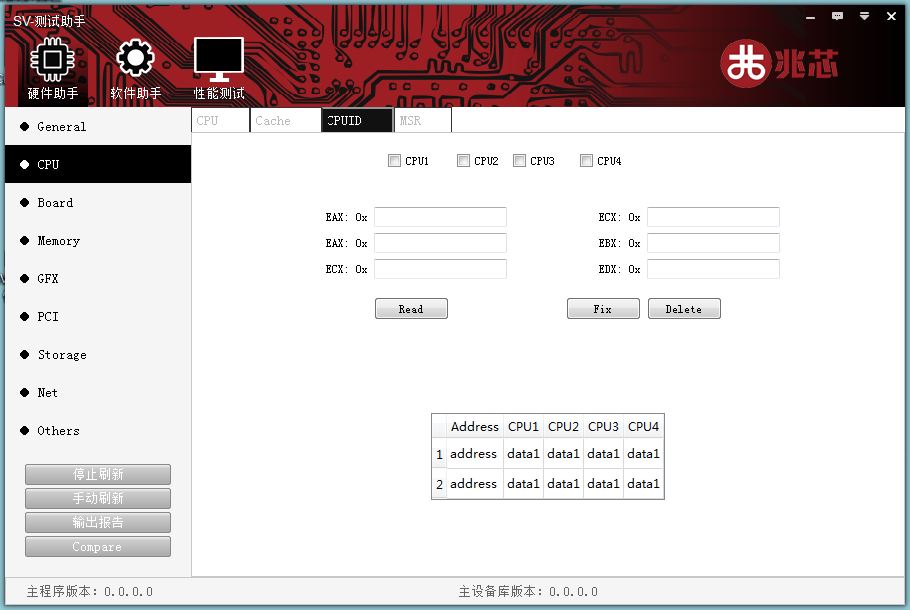 SV-测试助手
硬件助手 软件助手 性能测试 兆芯
General
CPU
Board
Memory
GFX
PCI
Storage
Net
Others
停止刷新
手动刷新
输出报告
Compare
CPU Cache CPUID MSR
CPU1 CPU2 CPU3 CPU4
EAX: 0x ECX: 0x
EAX: 0x EBX: 0x
ECX: 0x EDX: 0x
Read Fix Delete
Address CPU1 CPU2 CPU3 CPU4
1 address data1 data1 data1 data1
2 address data1 data1 data1 data1
主程序版本: 0.0.0.0 主设备库版本: 0.0.0.0